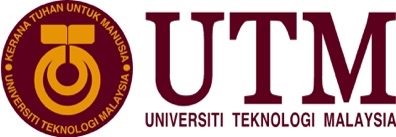 • KERANA TUHAN UNTUK MANUSIA •
UNIVERSITI TEKNOLOGI MALAYSIA
UTM
UNIVERSITI TEKNOLOGI MALAYSIA